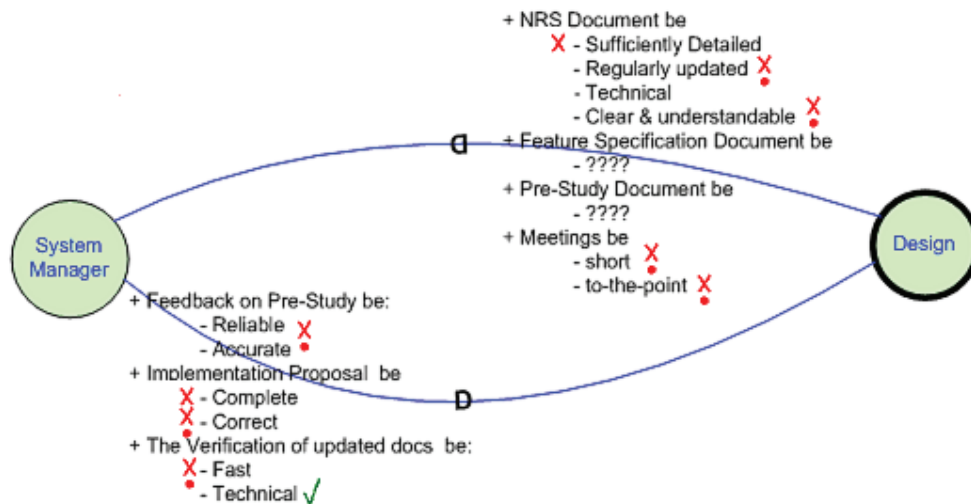 + NRS Document be
X - Sufficiently Detailed
- Regularly updated X
- Technical
- Clear & understandable X
D
+ Feature Specification Document be
- ????
+ Pre-Study Document be
- ????
+ Meetings be
- short X
- to-the-point X
System
Manager
Design
+ Feedback on Pre-Study be:
- Reliable X
- Accurate
+ Implementation Proposal be
X - Complete
X - Correct
D
+ The Verification of updated docs be:
X - Fast
- Technical √